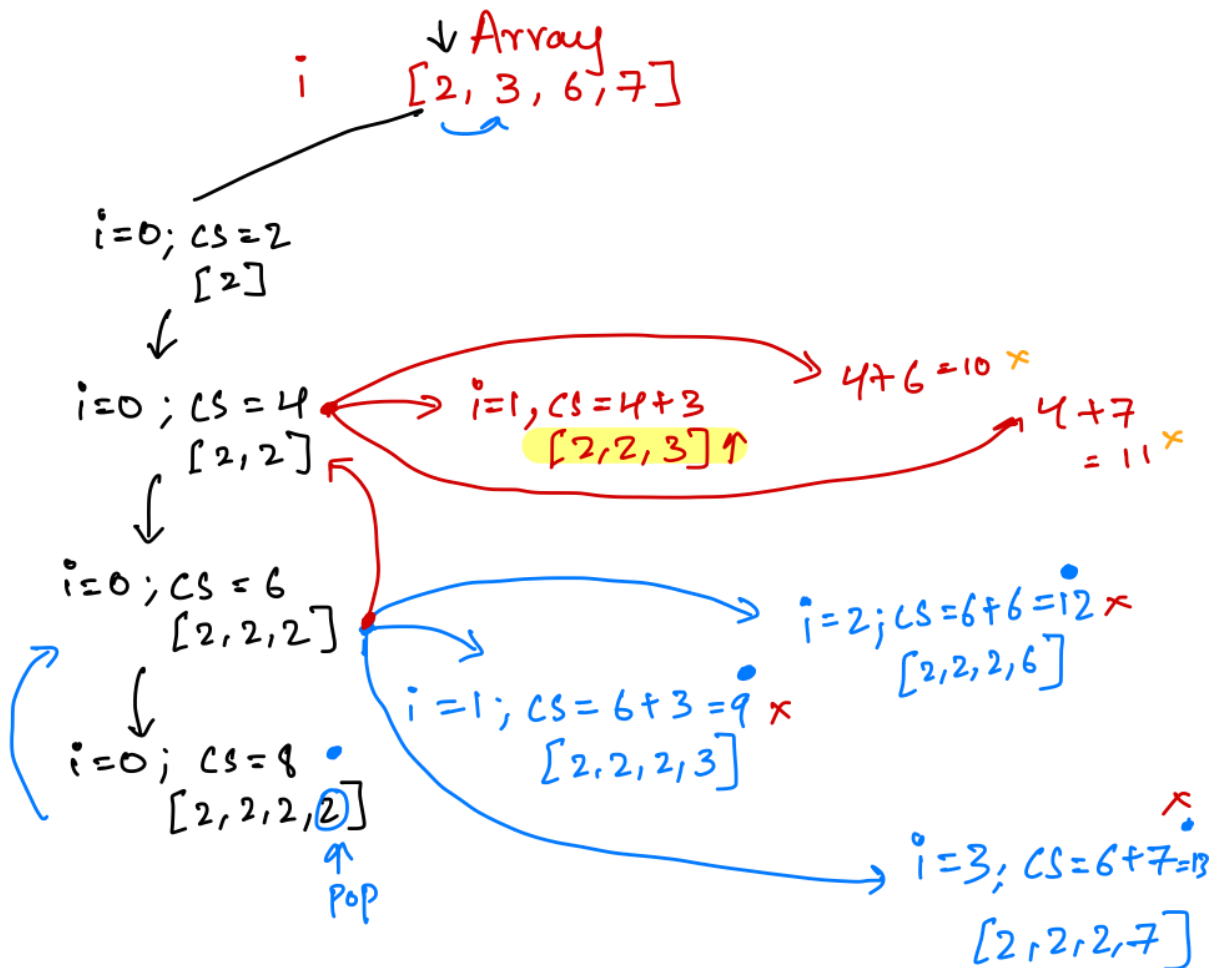 ↓ Array
i [2, 3, 6, 7]
i=0; cs=2
[2]
i=0; cs=4
[2,2]
i=1, cs=4+3
[2,2,3]↑
4+6=10 x
4+7
=11 x
i=0; cs=6
[2,2,2]
i=2; cs=6+6=12 x
[2,2,2,6]
i=1; cs=6+3=9 x
[2,2,2,3]
i=0; cs=8
[2,2,2,2]
↑
pop
x
i=3; cs=6+7=13
[2,2,2,7]